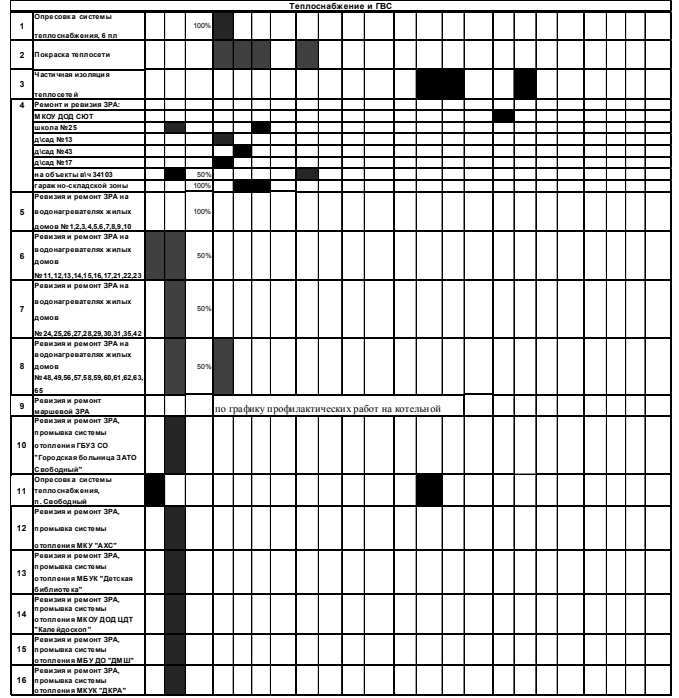 Теплоснабжение и ГВС
1 Опресовка системы
теплоснабжения, 6 пл 100%
2 Покраска теплосети
3 Частичная изоляция
теплосетей
4 Ремонт и ревизия ЗРА:
МКОУ ДОД СЮТ
школа №25
д\сад №13
д\сад №43
д\сад №17
на объекты в\ч 34103 50%
гаражно-складской зоны 100%
5 Ревизия и ремонт ЗРА на
водонагревателях жилых
домов №1,2,3,4,5,6,7,8,9,10 100%
6 Ревизия и ремонт ЗРА на
водонагревателях жилых
домов
№11,12,13,14,15,16,17,21,22,23 50%
7 Ревизия и ремонт ЗРА на
водонагревателях жилых
домов
№24,25,26,27,28,29,30,31,35,42 50%
8 Ревизия и ремонт ЗРА на
водонагревателях жилых
домов
№48,49,56,57,58,59,60,61,62,63,
65 50%
9 Ревизия и ремонт
маршевой ЗРА по графику профилактических работ на котельной
10 Ревизия и ремонт ЗРА,
промывка системы
отопления ГБУЗ СО
"Городская больница ЗАТО
Свободный"
11 Опресовка системы
теплоснабжения,
п. Свободный
12 Ревизия и ремонт ЗРА,
промывка системы
отопления МКУ "АХС"
13 Ревизия и ремонт ЗРА,
промывка системы
отопления МБУК "Детская
библиотека"
14 Ревизия и ремонт ЗРА,
промывка системы
отопления МКОУ ДОД ЦДТ
"Калейдоскоп"
15 Ревизия и ремонт ЗРА,
промывка системы
отопления МБУ ДО "ДМШ"
16 Ревизия и ремонт ЗРА,
промывка системы
отопления МКУК "ДКРА"